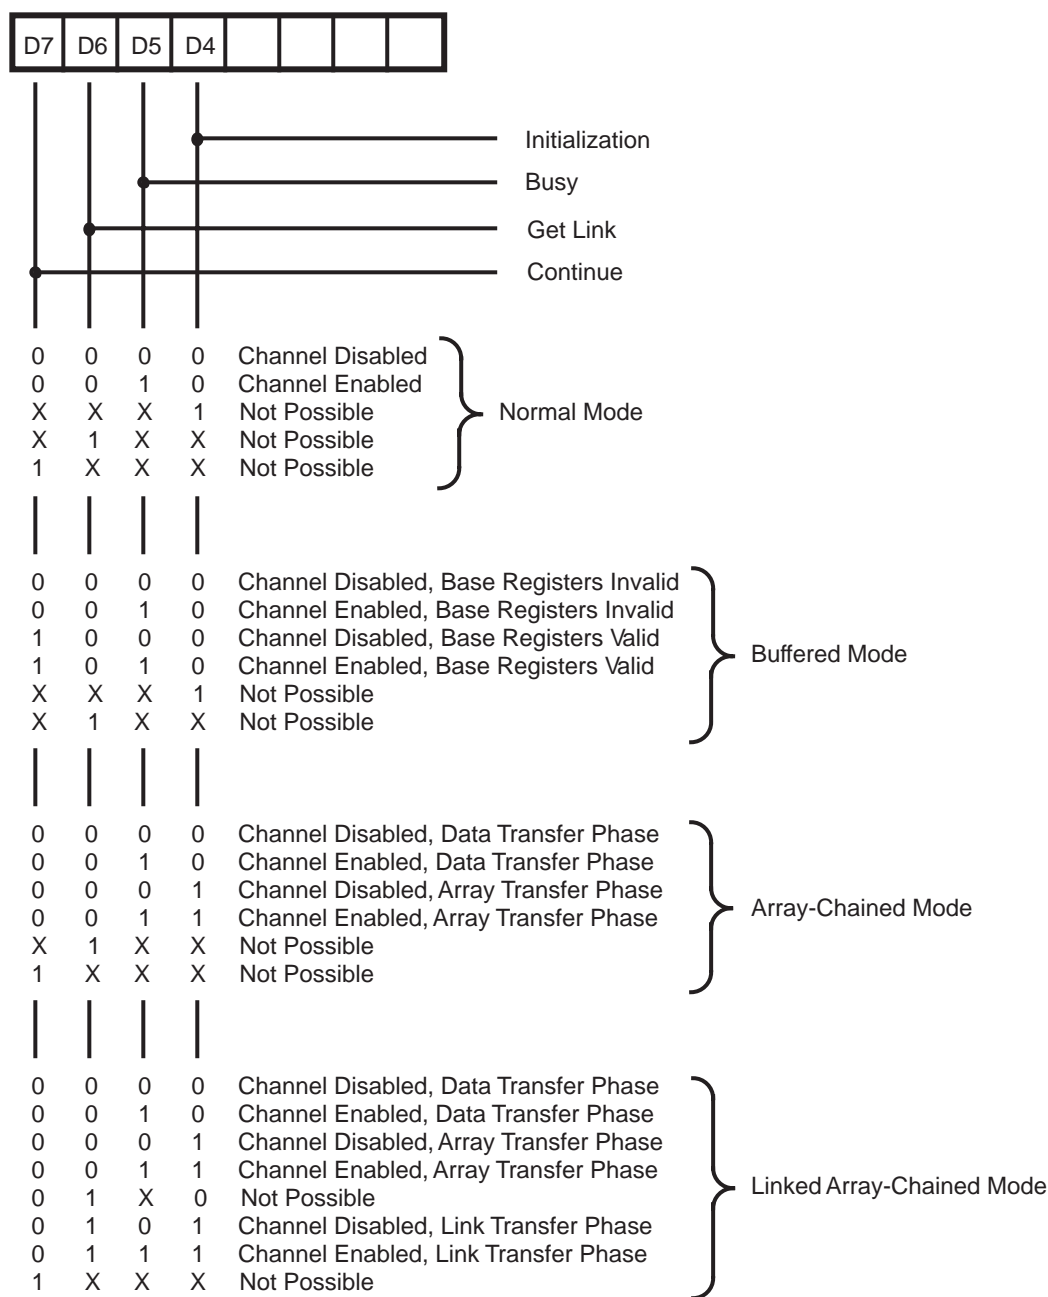 D7 D6 D5 D4
Initialization
Busy
Get Link
Continue
0 0 0 0 Channel Disabled
0 0 1 0 Channel Enabled
X X X 1 Not Possible Normal Mode
X 1 X X Not Possible
1 X X X Not Possible
0 0 0 0 Channel Disabled, Base Registers Invalid
0 0 1 0 Channel Enabled, Base Registers Invalid
1 0 0 0 Channel Disabled, Base Registers Valid
1 0 1 0 Channel Enabled, Base Registers Valid Buffered Mode
X X X 1 Not Possible
X 1 X X Not Possible
0 0 0 0 Channel Disabled, Data Transfer Phase
0 0 1 0 Channel Enabled, Data Transfer Phase
0 0 0 1 Channel Disabled, Array Transfer Phase
0 0 1 1 Channel Enabled, Array Transfer Phase Array-Chained Mode
X 1 X X Not Possible
1 X X X Not Possible
0 0 0 0 Channel Disabled, Data Transfer Phase
0 0 1 0 Channel Enabled, Data Transfer Phase
0 0 0 1 Channel Disabled, Array Transfer Phase
0 0 1 1 Channel Enabled, Array Transfer Phase Linked Array-Chained Mode
0 1 X 0 Not Possible
0 1 0 1 Channel Disabled, Link Transfer Phase
0 1 1 1 Channel Enabled, Link Transfer Phase
1 X X X Not Possible